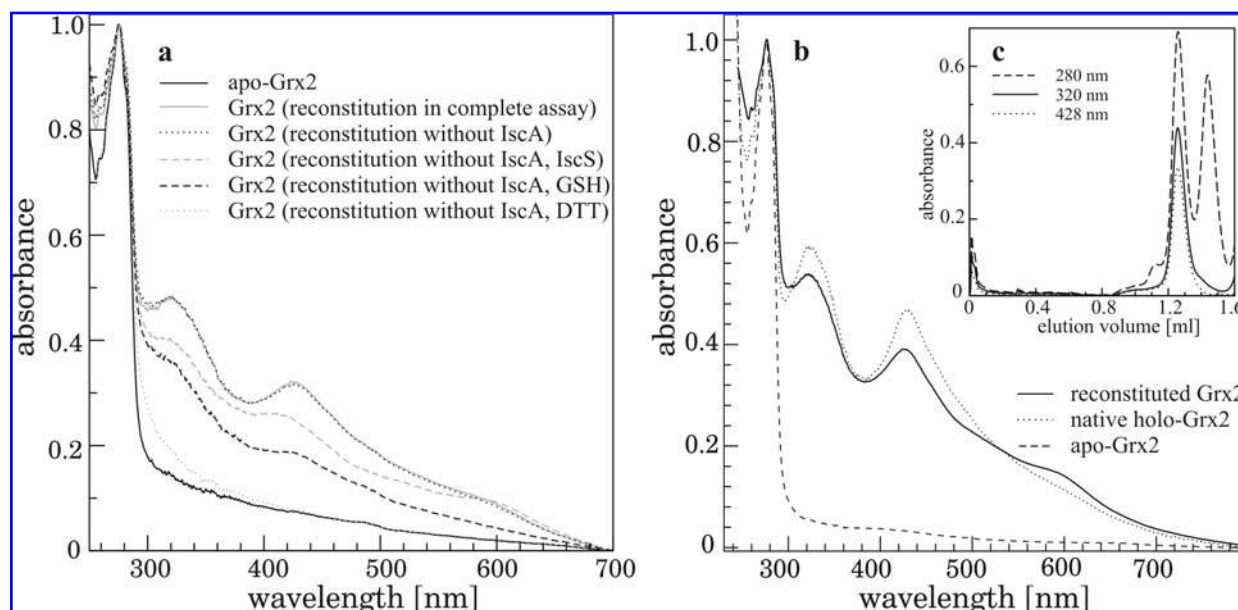 a
1.0
0.8
0.6
0.4
0.2
0
absorbance
apo-Grx2
Grx2 (reconstitution in complete assay)
Grx2 (reconstitution without IscA)
Grx2 (reconstitution without IscA, IscS)
Grx2 (reconstitution without IscA, GSH)
Grx2 (reconstitution without IscA, DTT)
300 400 500 600 700
wavelength [nm]
b
1.0
0.8
0.6
0.4
0.2
0
absorbance
reconstituted Grx2
native holo-Grx2
apo-Grx2
300 400 500 600 700
wavelength [nm]
c
0.6
0.4
0.2
0
absorbance
280 nm
320 nm
428 nm
0 0.4 0.8 1.2 1.6
elution volume [ml]